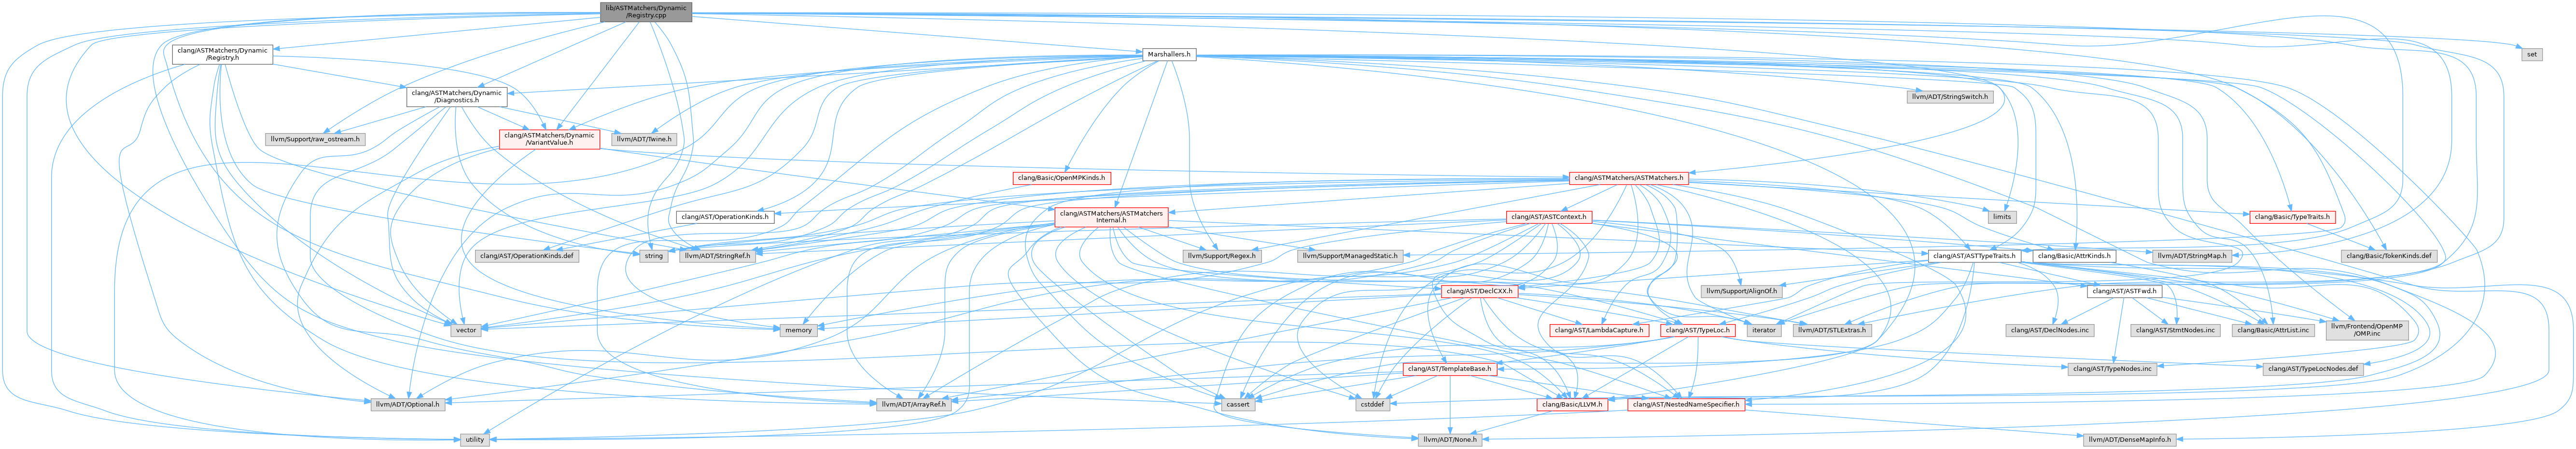 lib/ASTMatchers/Dynamic
/Registry.cpp
clang/ASTMatchers/Dynamic
/Registry.h
Marshallers.h
set
clang/ASTMatchers/Dynamic
/Diagnostics.h
llvm/ADT/StringSwitch.h
llvm/Support/raw_ostream.h
clang/ASTMatchers/Dynamic
/VariantValue.h
llvm/ADT/Twine.h
clang/Basic/OpenMPKinds.h
clang/ASTMatchers/ASTMatchers.h
clang/AST/OperationKinds.h
clang/ASTMatchers/ASTMatchers
Internal.h
clang/AST/ASTContext.h
limits
clang/Basic/TypeTraits.h
clang/AST/OperationKinds.def
string
llvm/ADT/StringRef.h
llvm/Support/Regex.h
llvm/Support/ManagedStatic.h
clang/AST/ASTTypeTraits.h
clang/Basic/AttrKinds.h
llvm/ADT/StringMap.h
clang/Basic/TokenKinds.def
clang/AST/DeclCXX.h
llvm/Support/AlignOf.h
clang/AST/ASTFwd.h
vector
memory
clang/AST/LambdaCapture.h
clang/AST/TypeLoc.h
iterator
llvm/ADT/STLExtras.h
clang/AST/DeclNodes.inc
clang/AST/StmtNodes.inc
clang/Basic/AttrList.inc
llvm/Frontend/OpenMP
/OMP.inc
clang/AST/TemplateBase.h
clang/AST/TypeNodes.inc
clang/AST/TypeLocNodes.def
llvm/ADT/Optional.h
llvm/ADT/ArrayRef.h
cassert
cstddef
clang/Basic/LLVM.h
clang/AST/NestedNameSpecifier.h
utility
llvm/ADT/None.h
llvm/ADT/DenseMapInfo.h